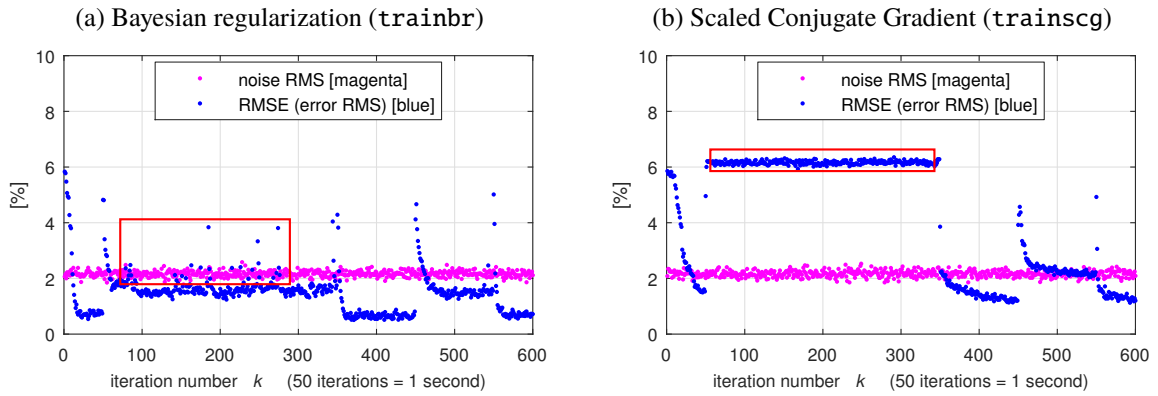 (a) Bayesian regularization (trainbr)
10
8
6
4
2
0
[%]
noise RMS [magenta]
RMSE (error RMS) [blue]
0 100 200 300 400 500 600
iteration number k (50 iterations = 1 second)
(b) Scaled Conjugate Gradient (trainscg)
10
8
6
4
2
0
[%]
noise RMS [magenta]
RMSE (error RMS) [blue]
0 100 200 300 400 500 600
iteration number k (50 iterations = 1 second)